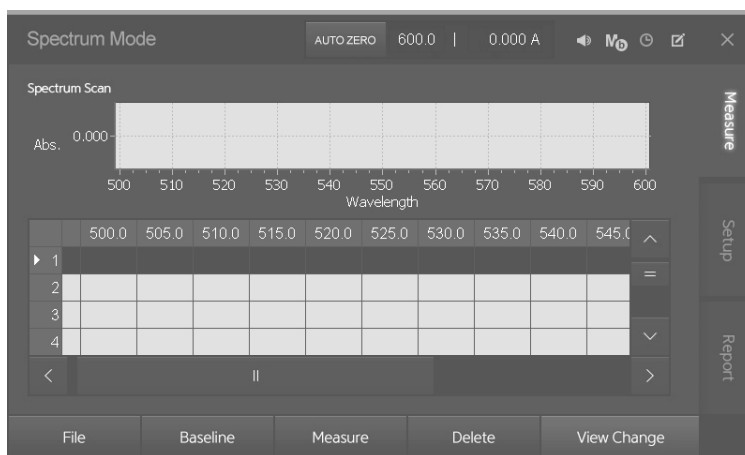 Spectrum Mode AUTO ZERO 600.0 | 0.000 A
Spectrum Scan
Abs. 0.000
500 510 520 530 540 550 560 570 580 590 600
Wavelength
500.0 505.0 510.0 515.0 520.0 525.0 530.0 535.0 540.0 545.0
1
2
3
4
File Baseline Measure Delete View Change
Measure
Setup
Report